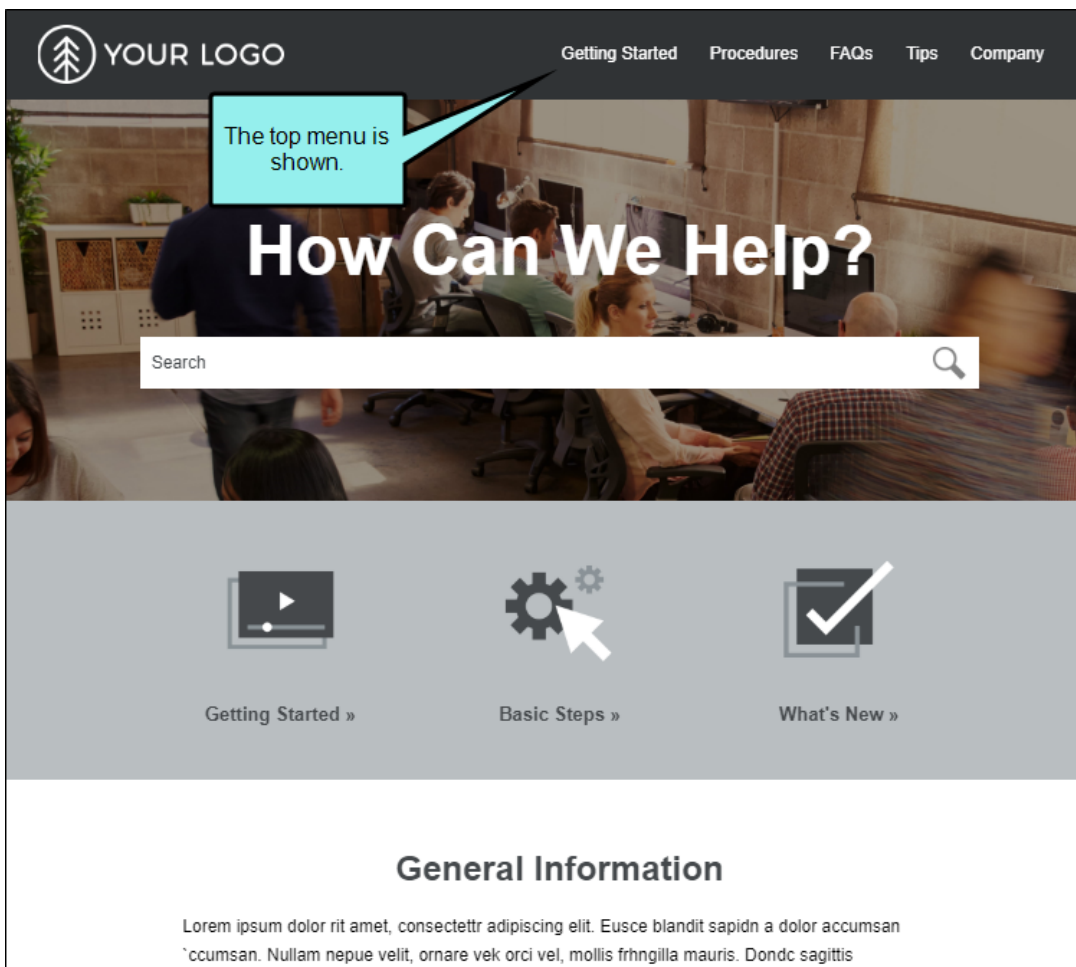 YOUR LOGO
Getting Started Procedures FAQs Tips Company
The top menu is
shown.
How Can We Help?
Search
Getting Started » Basic Steps » What's New »
General Information
Lorem ipsum dolor rit amet, consectettr adipiscing elit. Eusce blandit sapidn a dolor accumsan
`ccumsan. Nullam nepue velit, ornare vek orci vel, mollis frhngilla mauris. Dondc sagittis